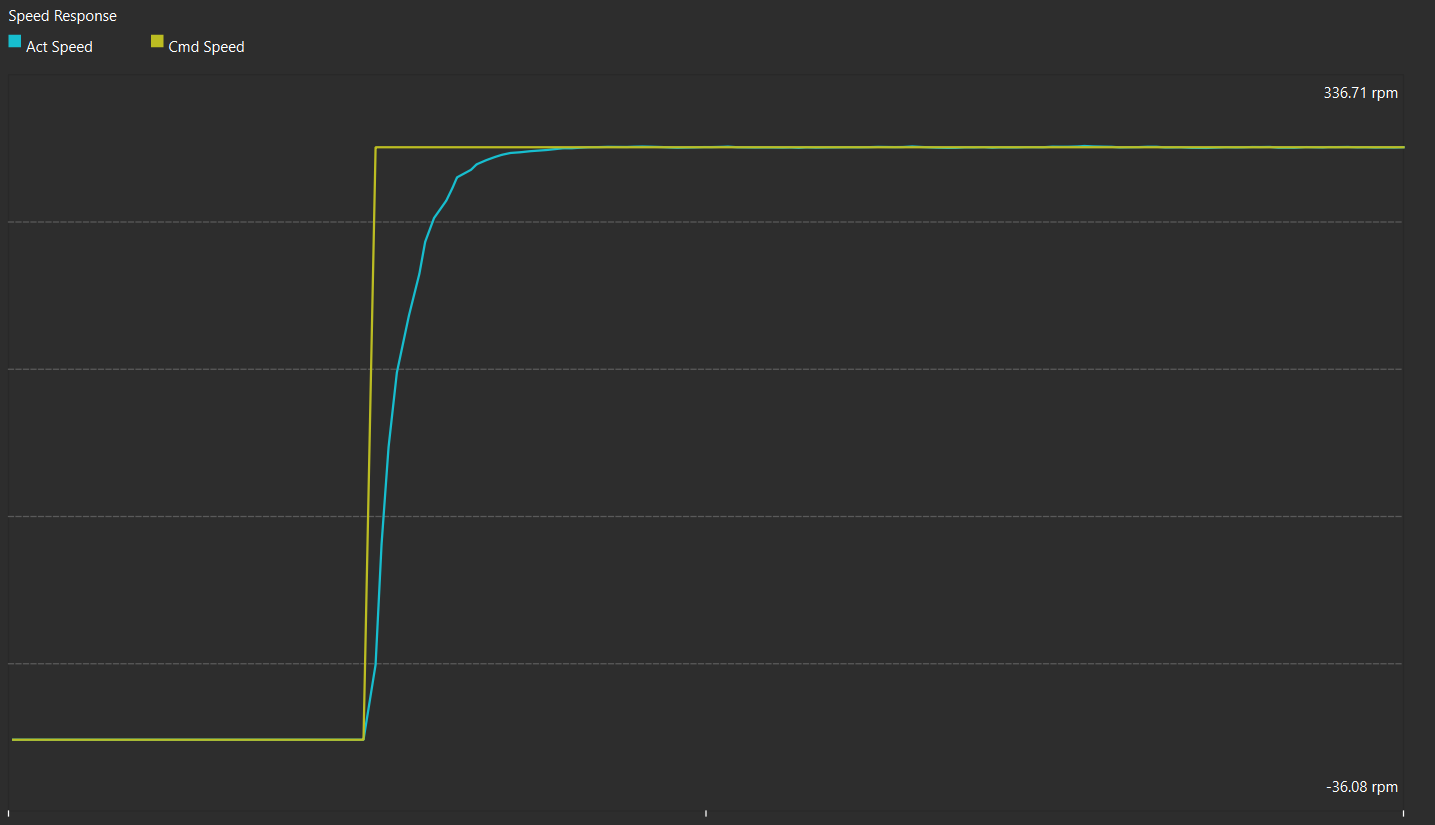 Speed Response
Act Speed Cmd Speed
336.71 rpm
-36.08 rpm